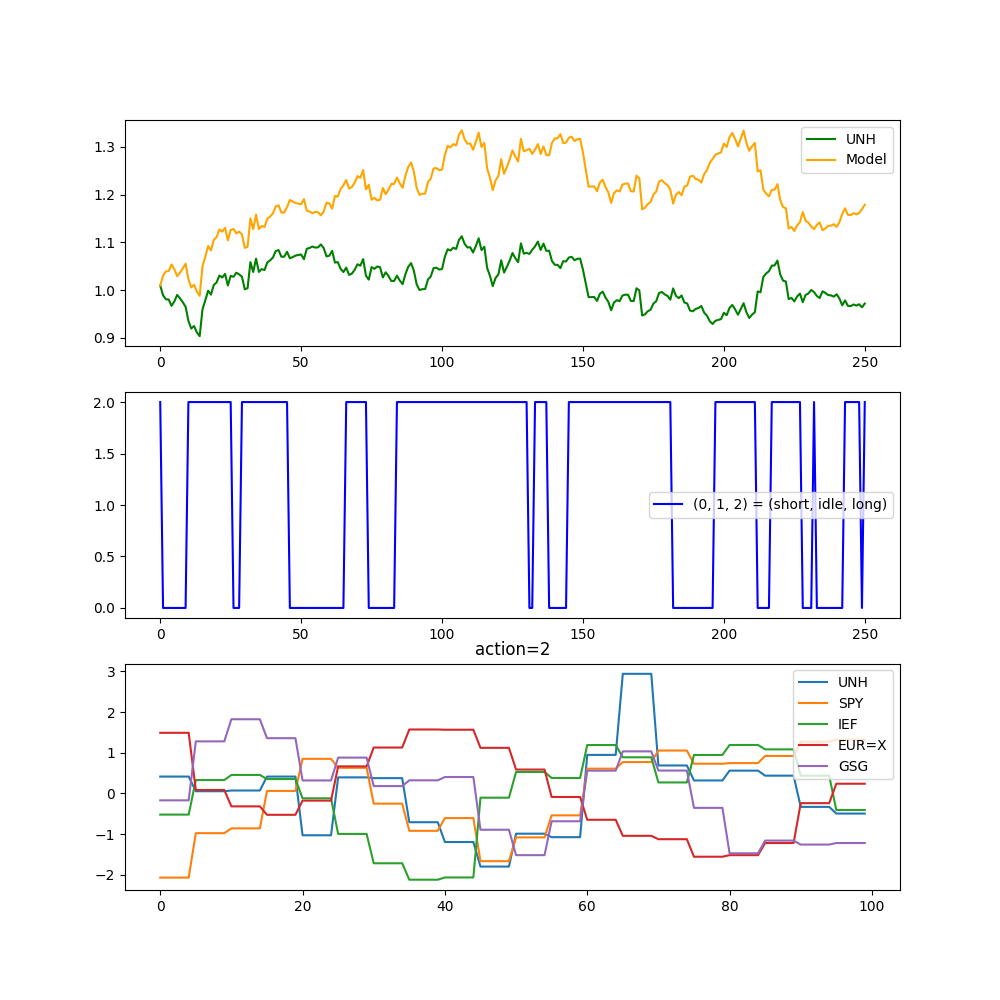 1.3
1.2
1.1
1.0
0.9
UNH
Model
0 50 100 150 200 250
2.0
1.5
1.0
0.5
0.0
(0, 1, 2) = (short, idle, long)
0 50 100 150 200 250
action=2
3
2
1
0
−1
−2
UNH
SPY
IEF
EUR=X
GSG
0 20 40 60 80 100